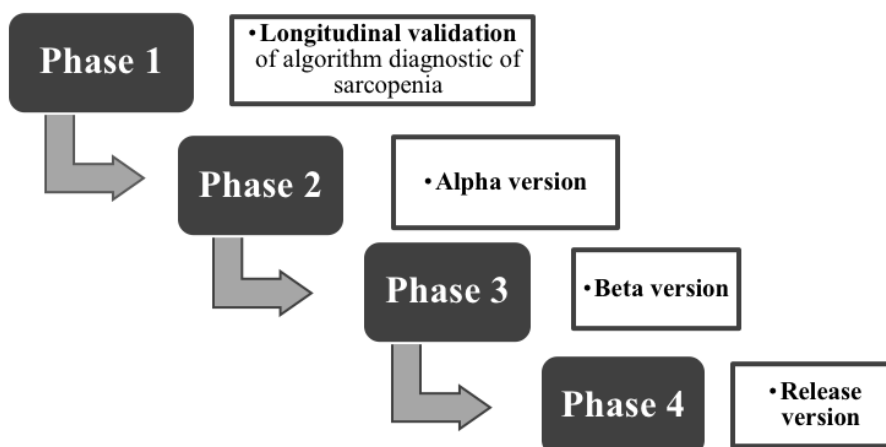 Phase 1
• Longitudinal validation
of algorithm diagnostic of
sarcopenia
Phase 2
• Alpha version
Phase 3
• Beta version
Phase 4
• Release
version